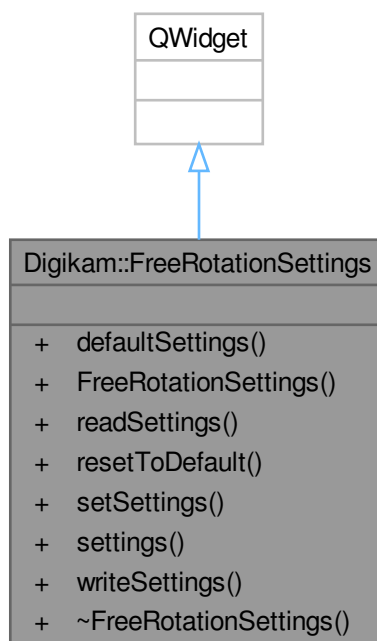 QWidget
Digikam::FreeRotationSettings
+ defaultSettings()
+ FreeRotationSettings()
+ readSettings()
+ resetToDefault()
+ setSettings()
+ settings()
+ writeSettings()
+ ~FreeRotationSettings()